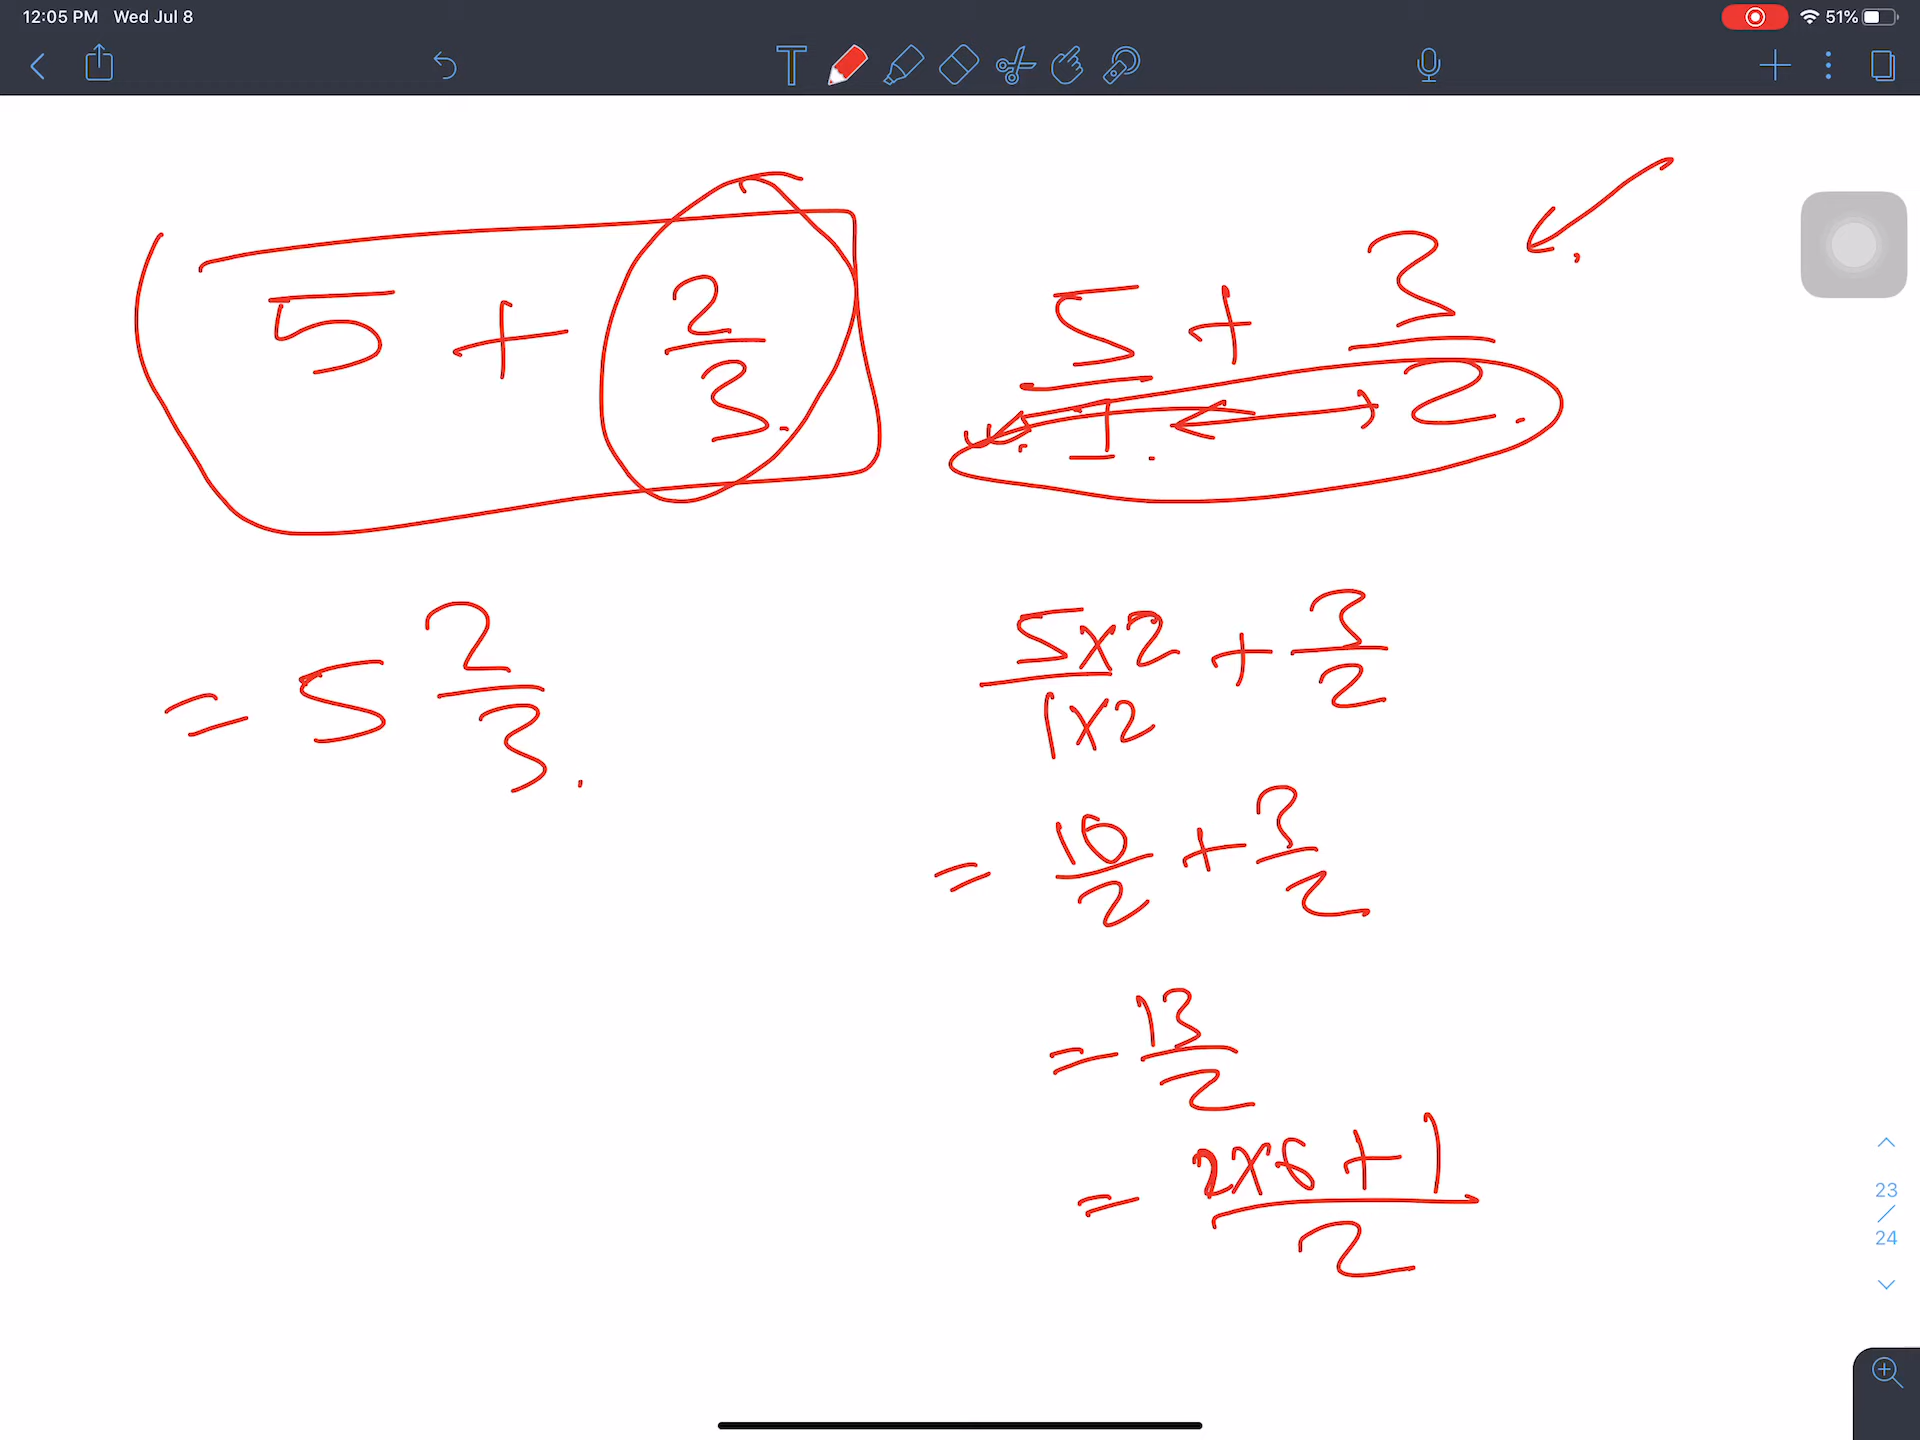 12:05 PM Wed Jul 8
51%
T
5 + 2/3
= 5 2/3.
5/1. + 3/2.
5x2/1x2 + 3/2
= 10/2 + 3/2
= 13/2
= 2x6 + 1/2
23
/
24